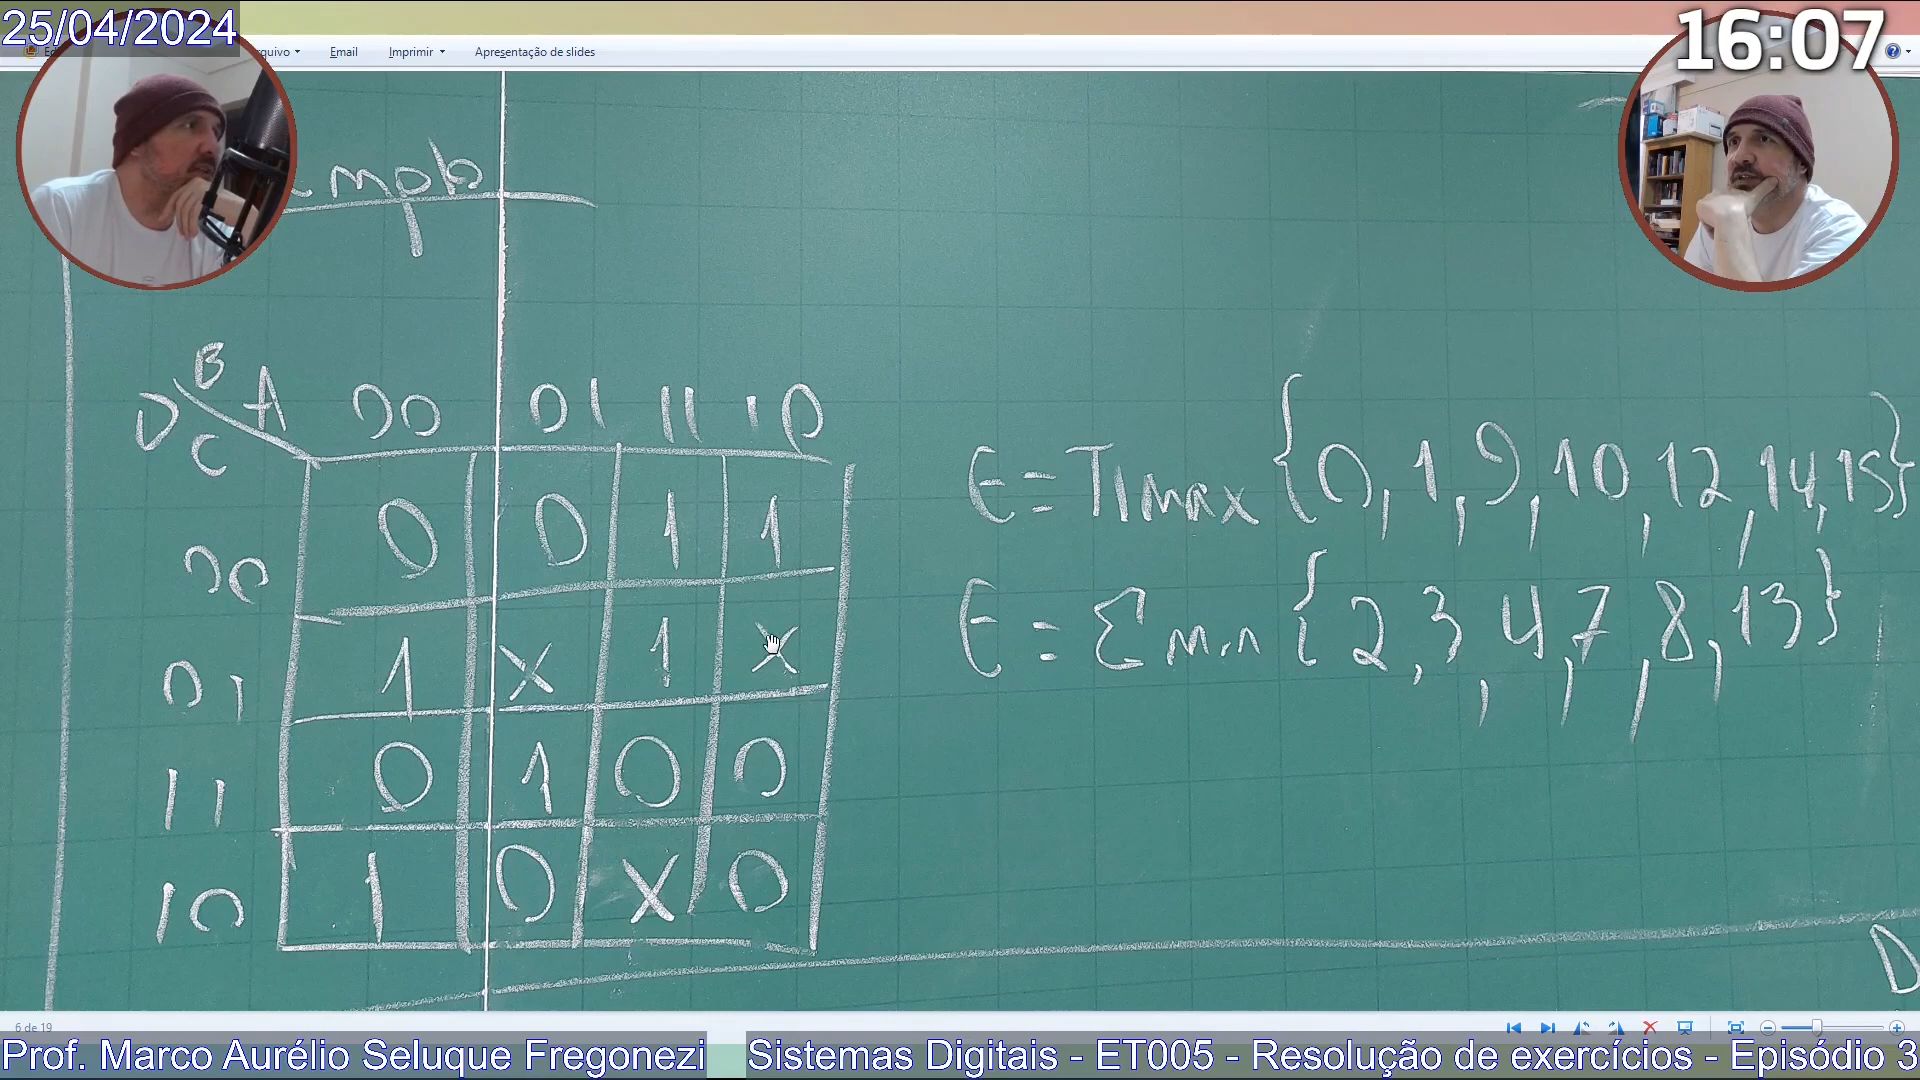 25/04/2024
16:07
Email Imprimir Apresentação de slides
B A
D C
00 01 11 10
00 0 0 1 1
01 1 X 1 X
11 0 1 0 0
10 1 0 X 0
E = Π max {0, 1, 9, 10, 12, 14, 15}
E = Σ min {2, 3, 4, 7, 8, 13}
D
6 de 19
Prof. Marco Aurélio Seluque Fregonezi Sistemas Digitais - ET005 - Resolução de exercícios - Episódio 3